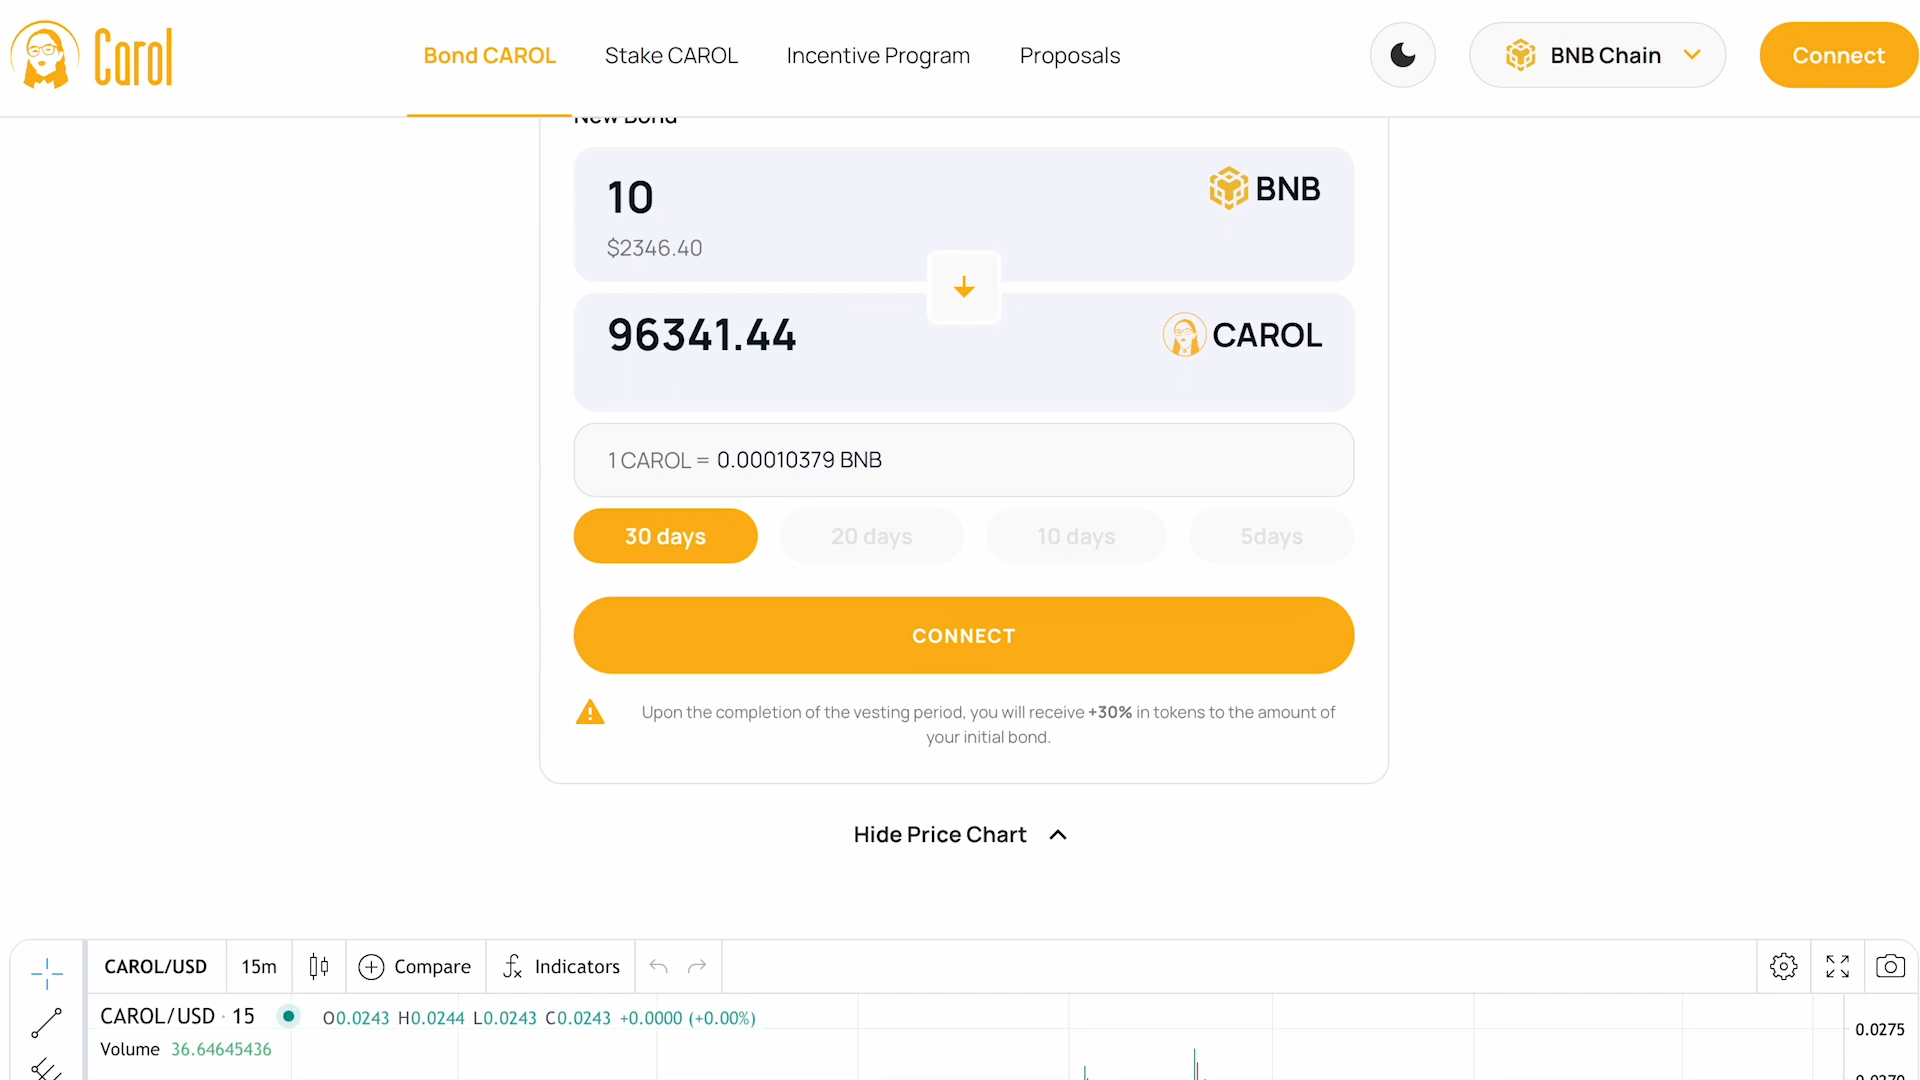 Carol
Bond CAROL
Stake CAROL
Incentive Program
Proposals
BNB Chain
Connect
New Bond
10
BNB
$2346.40
96341.44
CAROL
1 CAROL = 0.00010379 BNB
30 days
20 days
10 days
5days
CONNECT
Upon the completion of the vesting period, you will receive +30% in tokens to the amount of
your initial bond.
Hide Price Chart
CAROL/USD
15m
Compare
Indicators
CAROL/USD · 15
O0.0243 H0.0244 L0.0243 C0.0243 +0.0000 (+0.00%)
Volume 36.64645436
0.0275
0.0270